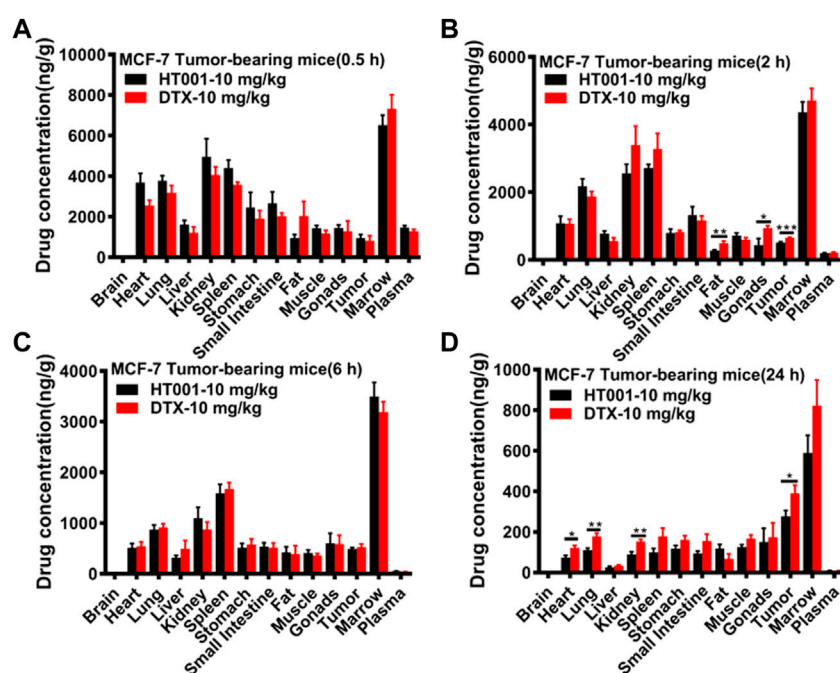 A
MCF-7 Tumor-bearing mice(0.5 h)
HT001-10 mg/kg
DTX-10 mg/kg
Drug concentration(ng/g)
10000
8000
6000
4000
2000
0
Brain
Heart
Lung
Liver
Kidney
Spleen
Stomach
Small Intestine
Fat
Muscle
Gonads
Tumor
Marrow
Plasma
B
MCF-7 Tumor-bearing mice(2 h)
HT001-10 mg/kg
DTX-10 mg/kg
Drug concentration(ng/g)
6000
4000
2000
0
**
*
***
Brain
Heart
Lung
Liver
Kidney
Spleen
Stomach
Small Intestine
Fat
Muscle
Gonads
Tumor
Marrow
Plasma
C
MCF-7 Tumor-bearing mice(6 h)
HT001-10 mg/kg
DTX-10 mg/kg
Drug concentration(ng/g)
4000
3000
2000
1000
0
Brain
Heart
Lung
Liver
Kidney
Spleen
Stomach
Small Intestine
Fat
Muscle
Gonads
Tumor
Marrow
Plasma
D
MCF-7 Tumor-bearing mice(24 h)
HT001-10 mg/kg
DTX-10 mg/kg
Drug concentration(ng/g)
1000
800
600
400
200
0
*
**
**
*
Brain
Heart
Lung
Liver
Kidney
Spleen
Stomach
Small Intestine
Fat
Muscle
Gonads
Tumor
Marrow
Plasma